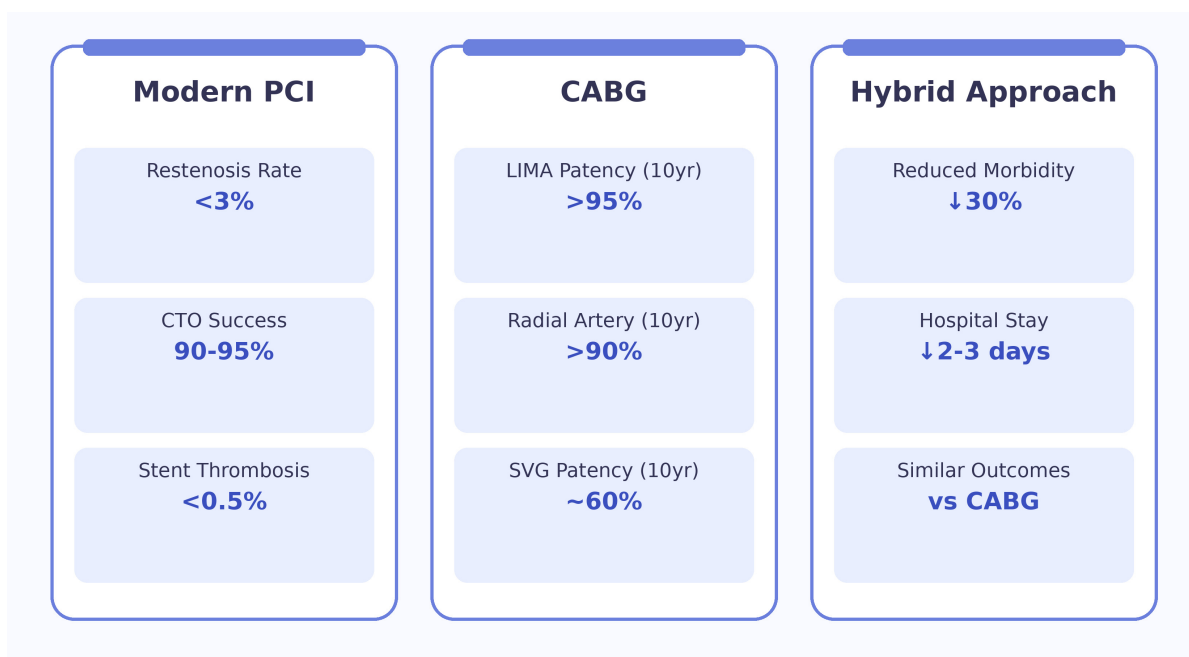 Modern PCI
Restenosis Rate
<3%
CTO Success
90-95%
Stent Thrombosis
<0.5%
CABG
LIMA Patency (10yr)
>95%
Radial Artery (10yr)
>90%
SVG Patency (10yr)
~60%
Hybrid Approach
Reduced Morbidity
↓30%
Hospital Stay
↓2-3 days
Similar Outcomes
vs CABG